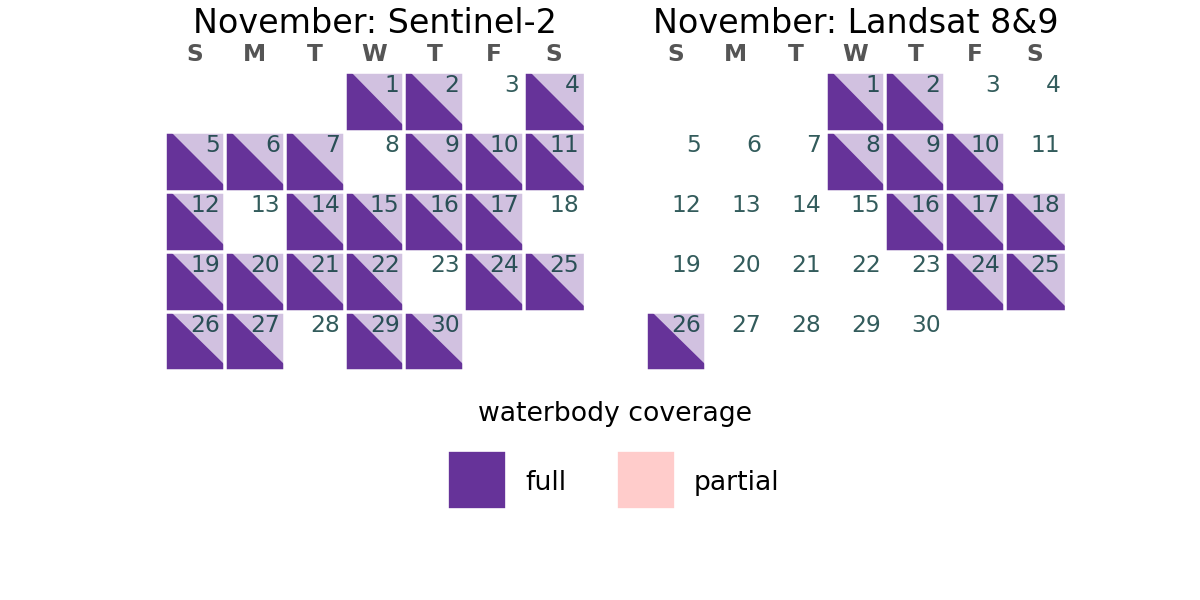 November: Sentinel-2
S M T W T F S
1 2 3 4
5 6 7 8 9 10 11
12 13 14 15 16 17 18
19 20 21 22 23 24 25
26 27 28 29 30
November: Landsat 8&9
S M T W T F S
1 2 3 4
5 6 7 8 9 10 11
12 13 14 15 16 17 18
19 20 21 22 23 24 25
26 27 28 29 30
waterbody coverage
full partial